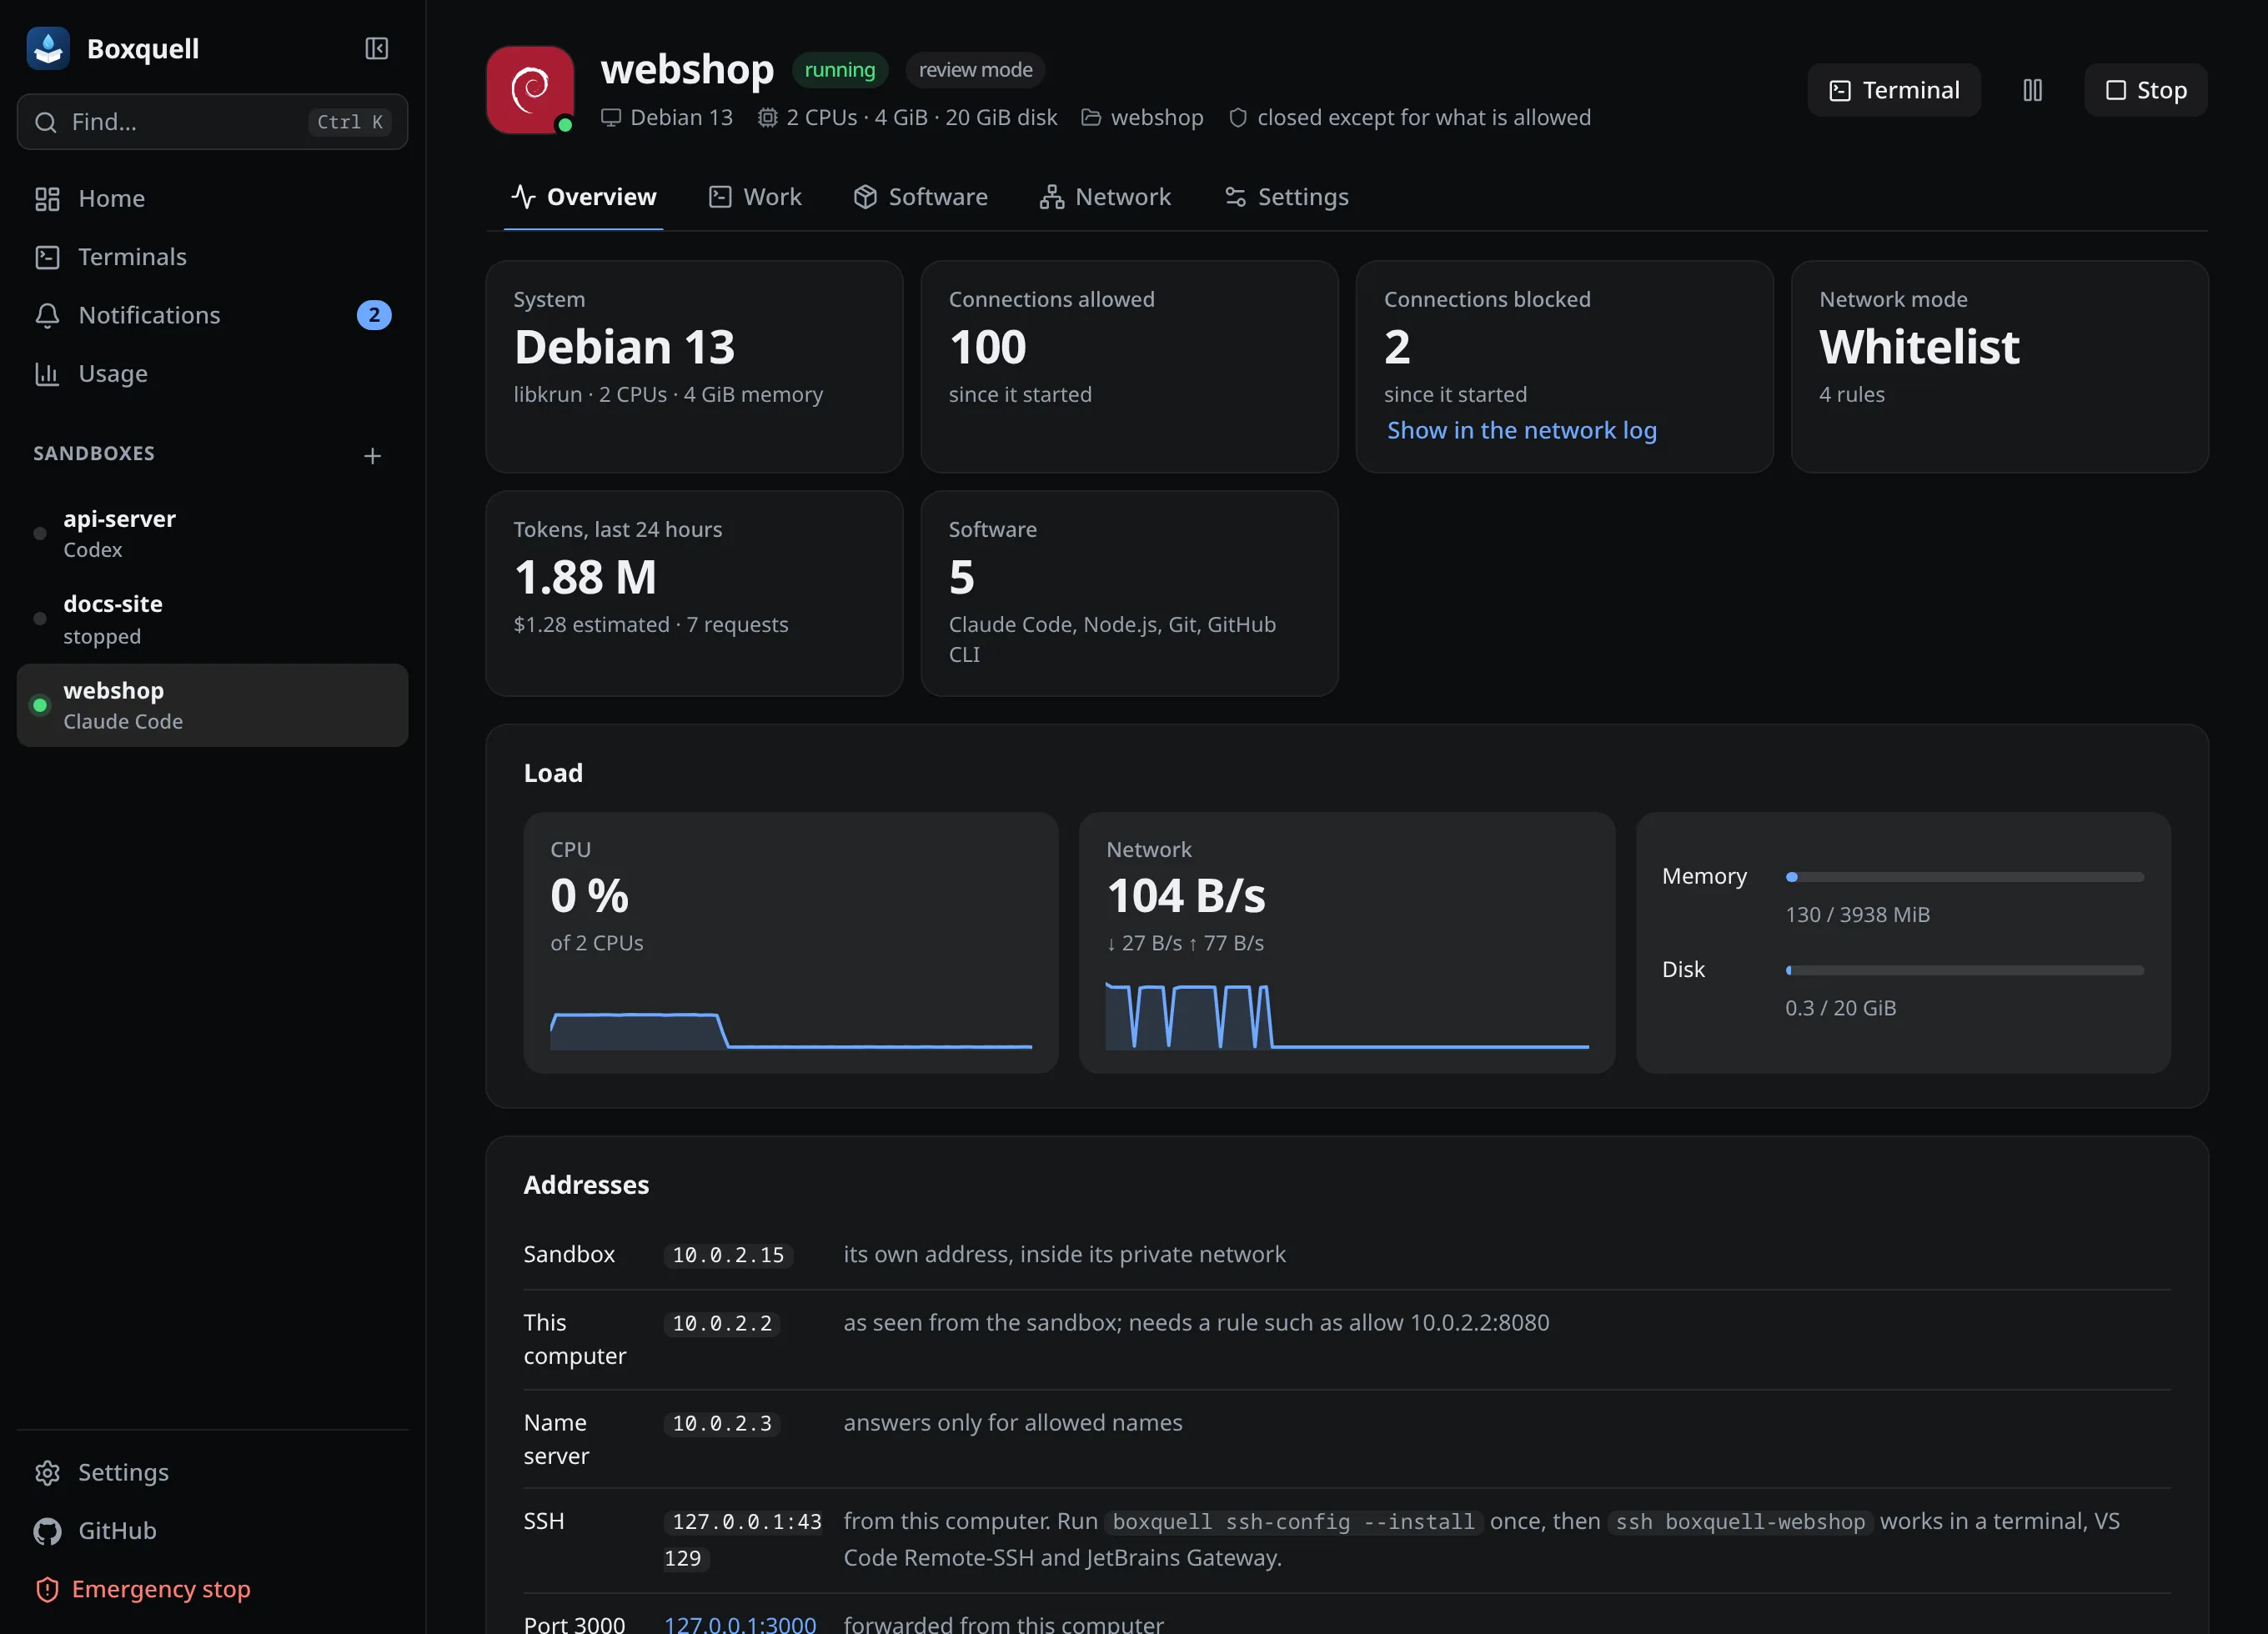 Boxquell
Find... Ctrl K
Home
Terminals
Notifications 2
Usage
SANDBOXES
api-server
Codex
docs-site
stopped
webshop
Claude Code
Settings
GitHub
Emergency stop
webshop running review mode
Debian 13 2 CPUs · 4 GiB · 20 GiB disk webshop closed except for what is allowed
Terminal Stop
Overview Work Software Network Settings
System
Debian 13
libkrun · 2 CPUs · 4 GiB memory
Connections allowed
100
since it started
Connections blocked
2
since it started
Show in the network log
Network mode
Whitelist
4 rules
Tokens, last 24 hours
1.88 M
$1.28 estimated · 7 requests
Software
5
Claude Code, Node.js, Git, GitHub
CLI
Load
CPU
0 %
of 2 CPUs
Network
104 B/s
↓ 27 B/s ↑ 77 B/s
Memory
130 / 3938 MiB
Disk
0.3 / 20 GiB
Addresses
Sandbox 10.0.2.15 its own address, inside its private network
This 10.0.2.2 as seen from the sandbox; needs a rule such as allow 10.0.2.2:8080
computer
Name 10.0.2.3 answers only for allowed names
server
SSH 127.0.0.1:43 from this computer. Run boxquell ssh-config --install once, then ssh boxquell-webshop works in a terminal, VS
129 Code Remote-SSH and JetBrains Gateway.
Port 3000 127.0.0.1:3000 forwarded from this computer